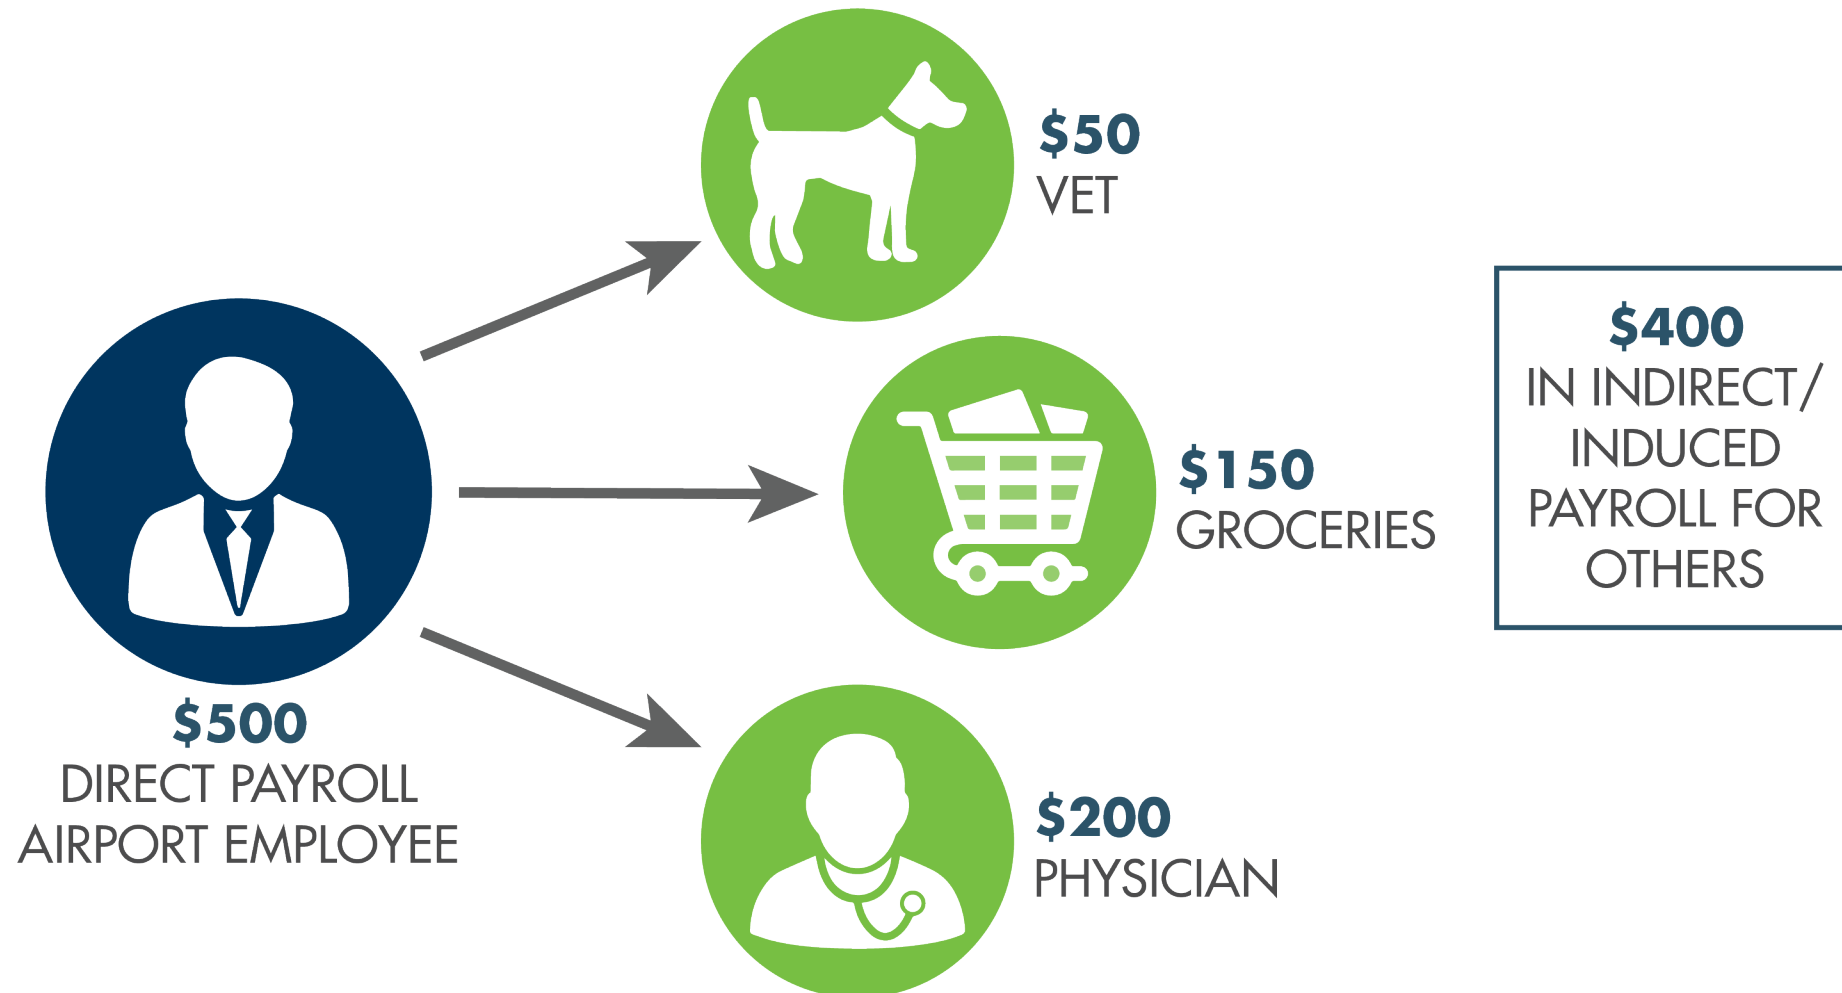 $50
VET
$150
GROCERIES
$200
PHYSICIAN
$500
DIRECT PAYROLL
AIRPORT EMPLOYEE
$400
IN INDIRECT/
INDUCED
PAYROLL FOR
OTHERS